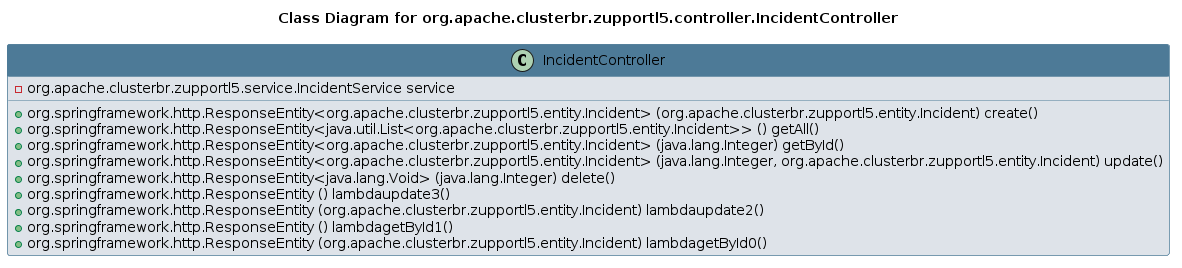 Class Diagram for org.apache.clusterbr.zupportl5.controller.IncidentController
C IncidentController
org.apache.clusterbr.zupportl5.service.IncidentService service
org.springframework.http.ResponseEntity<org.apache.clusterbr.zupportl5.entity.Incident> (org.apache.clusterbr.zupportl5.entity.Incident) create()
org.springframework.http.ResponseEntity<java.util.List<org.apache.clusterbr.zupportl5.entity.Incident>> () getAll()
org.springframework.http.ResponseEntity<org.apache.clusterbr.zupportl5.entity.Incident> (java.lang.Integer) getById()
org.springframework.http.ResponseEntity<org.apache.clusterbr.zupportl5.entity.Incident> (java.lang.Integer, org.apache.clusterbr.zupportl5.entity.Incident) update()
org.springframework.http.ResponseEntity<java.lang.Void> (java.lang.Integer) delete()
org.springframework.http.ResponseEntity () lambdaupdate3()
org.springframework.http.ResponseEntity (org.apache.clusterbr.zupportl5.entity.Incident) lambdaupdate2()
org.springframework.http.ResponseEntity () lambdagetById1()
org.springframework.http.ResponseEntity (org.apache.clusterbr.zupportl5.entity.Incident) lambdagetById0()